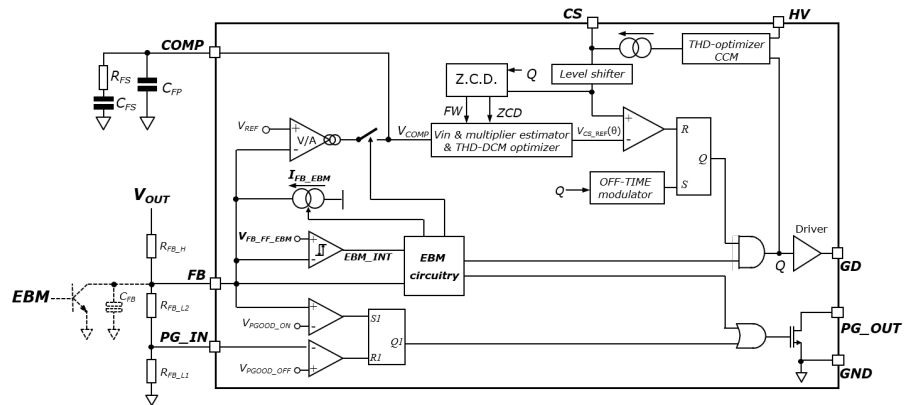 CS
HV
COMP
THD-optimizer
CCM
R_FS
C_FP
C_FS
Z.C.D.
Q
Level shifter
FW
ZCD
V_REF
V/A
V_COMP
Vin & multiplier estimator
& THD-DCM optimizer
V_CS_REF(θ)
R
Q
S
I_FB_EBM
Q
OFF-TIME
modulator
V_OUT
Driver
R_FB_H
V_FB_FF_EBM
EBM_INT
EBM
circuitry
Q
GD
FB
EBM
C_FB
R_FB_L2
V_PGOOD_ON
S1
Q1
R1
PG_OUT
PG_IN
V_PGOOD_OFF
GND
R_FB_L1